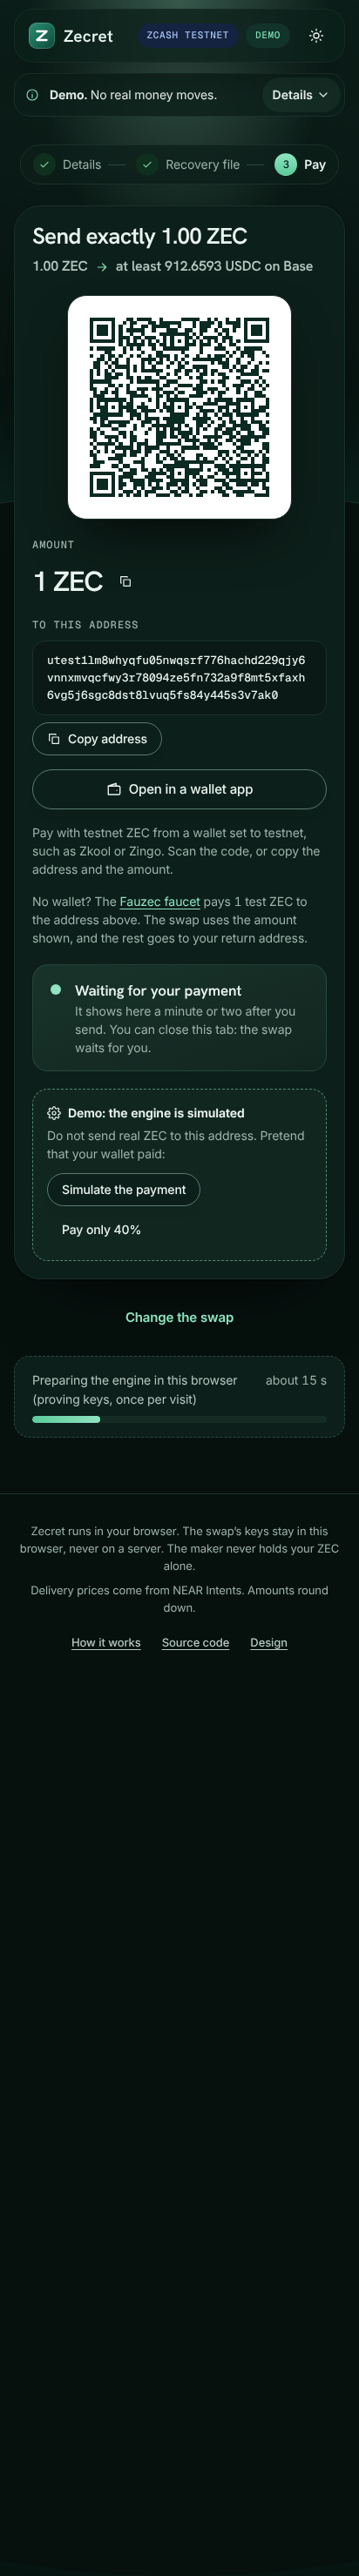 Zecret
ZCASH TESTNET
DEMO
Demo. No real money moves.
Details
Details
Recovery file
3
Pay
Send exactly 1.00 ZEC
1.00 ZEC → at least 912.6593 USDC on Base
AMOUNT
1 ZEC
TO THIS ADDRESS
utest1lm8whyqfu05nwqsrf776hachd229qjy6
vnnxmvqcfwy3r78094ze5fn732a9f8mt5xfaxh
6vg5j6sgc8dst8lvuq5fs84y445s3v7ak0
Copy address
Open in a wallet app
Pay with testnet ZEC from a wallet set to testnet,
such as Zkool or Zingo. Scan the code, or copy the
address and the amount.
No wallet? The Fauzec faucet pays 1 test ZEC to
the address above. The swap uses the amount
shown, and the rest goes to your return address.
Waiting for your payment
It shows here a minute or two after you
send. You can close this tab: the swap
waits for you.
Demo: the engine is simulated
Do not send real ZEC to this address. Pretend
that your wallet paid:
Simulate the payment
Pay only 40%
Change the swap
Preparing the engine in this browser
(proving keys, once per visit)
about 15 s
Zecret runs in your browser. The swap's keys stay in this
browser, never on a server. The maker never holds your ZEC
alone.
Delivery prices come from NEAR Intents. Amounts round
down.
How it works
Source code
Design